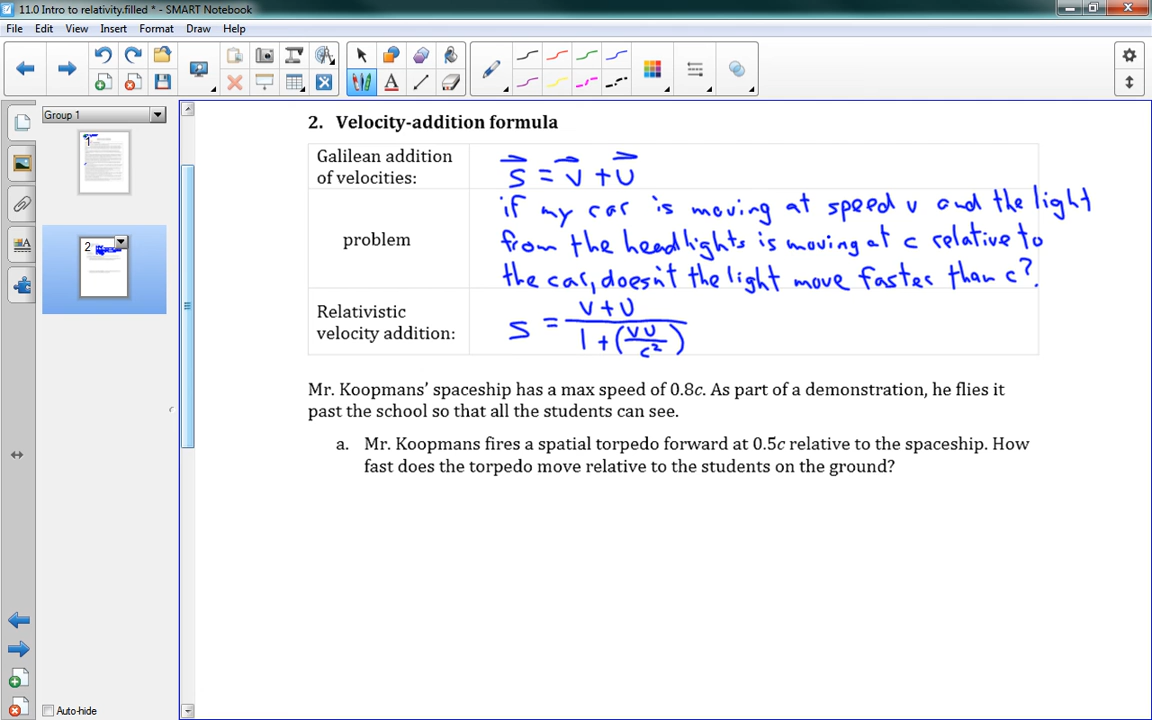 11.0 Intro to relativity.filled * - SMART Notebook
File Edit View Insert Format Draw Help
Group 1
1
2
2. Velocity-addition formula
Galilean addition
of velocities:
s = v + u
problem
if my car is moving at speed v and the light
from the headlights is moving at c relative to
the car, doesn't the light move faster than c?
Relativistic
velocity addition:
s = v + u
1 + (vu
c²)
Mr. Koopmans' spaceship has a max speed of 0.8c. As part of a demonstration, he flies it
past the school so that all the students can see.
a. Mr. Koopmans fires a spatial torpedo forward at 0.5c relative to the spaceship. How
fast does the torpedo move relative to the students on the ground?
Auto-hide